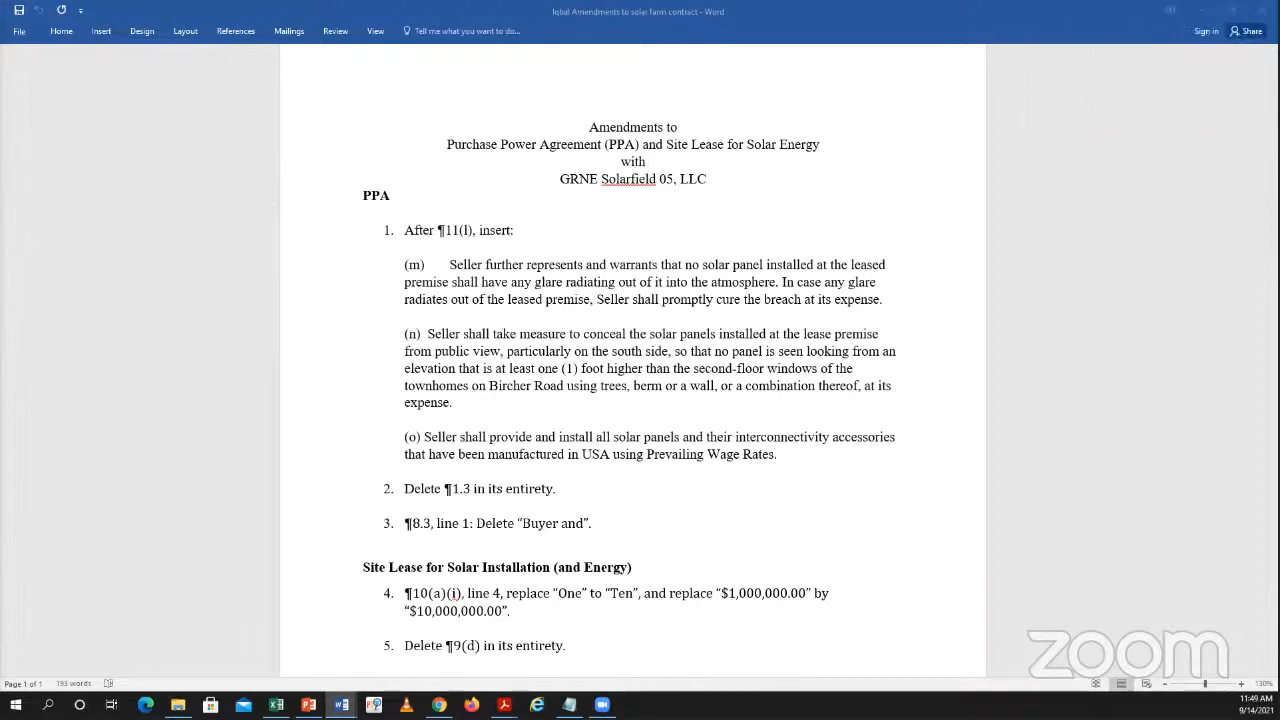 Iqbal Amendments to solar farm contract - Word
File Home Insert Design Layout References Mailings Review View Tell me what you want to do... Sign in Share
Amendments to
Purchase Power Agreement (PPA) and Site Lease for Solar Energy
with
GRNE Solarfield 05, LLC
PPA
1. After ¶11(l), insert:
(m) Seller further represents and warrants that no solar panel installed at the leased
premise shall have any glare radiating out of it into the atmosphere. In case any glare
radiates out of the leased premise, Seller shall promptly cure the breach at its expense.
(n) Seller shall take measure to conceal the solar panels installed at the lease premise
from public view, particularly on the south side, so that no panel is seen looking from an
elevation that is at least one (1) foot higher than the second-floor windows of the
townhomes on Bircher Road using trees, berm or a wall, or a combination thereof, at its
expense.
(o) Seller shall provide and install all solar panels and their interconnectivity accessories
that have been manufactured in USA using Prevailing Wage Rates.
2. Delete ¶1.3 in its entirety.
3. ¶8.3, line 1: Delete “Buyer and”.
Site Lease for Solar Installation (and Energy)
4. ¶10(a)(i), line 4, replace “One” to “Ten”, and replace “$1,000,000.00” by
“$10,000,000.00”.
5. Delete ¶9(d) in its entirety.
zoom
Page 1 of 1 193 words 130%
11:49 AM
9/14/2021